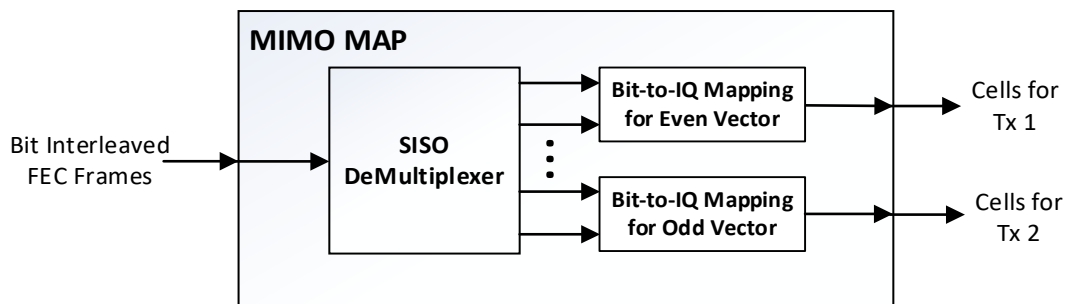 MIMO MAP
Bit Interleaved
FEC Frames
SISO
DeMultiplexer
Bit-to-IQ Mapping
for Even Vector
Bit-to-IQ Mapping
for Odd Vector
Cells for
Tx 1
Cells for
Tx 2